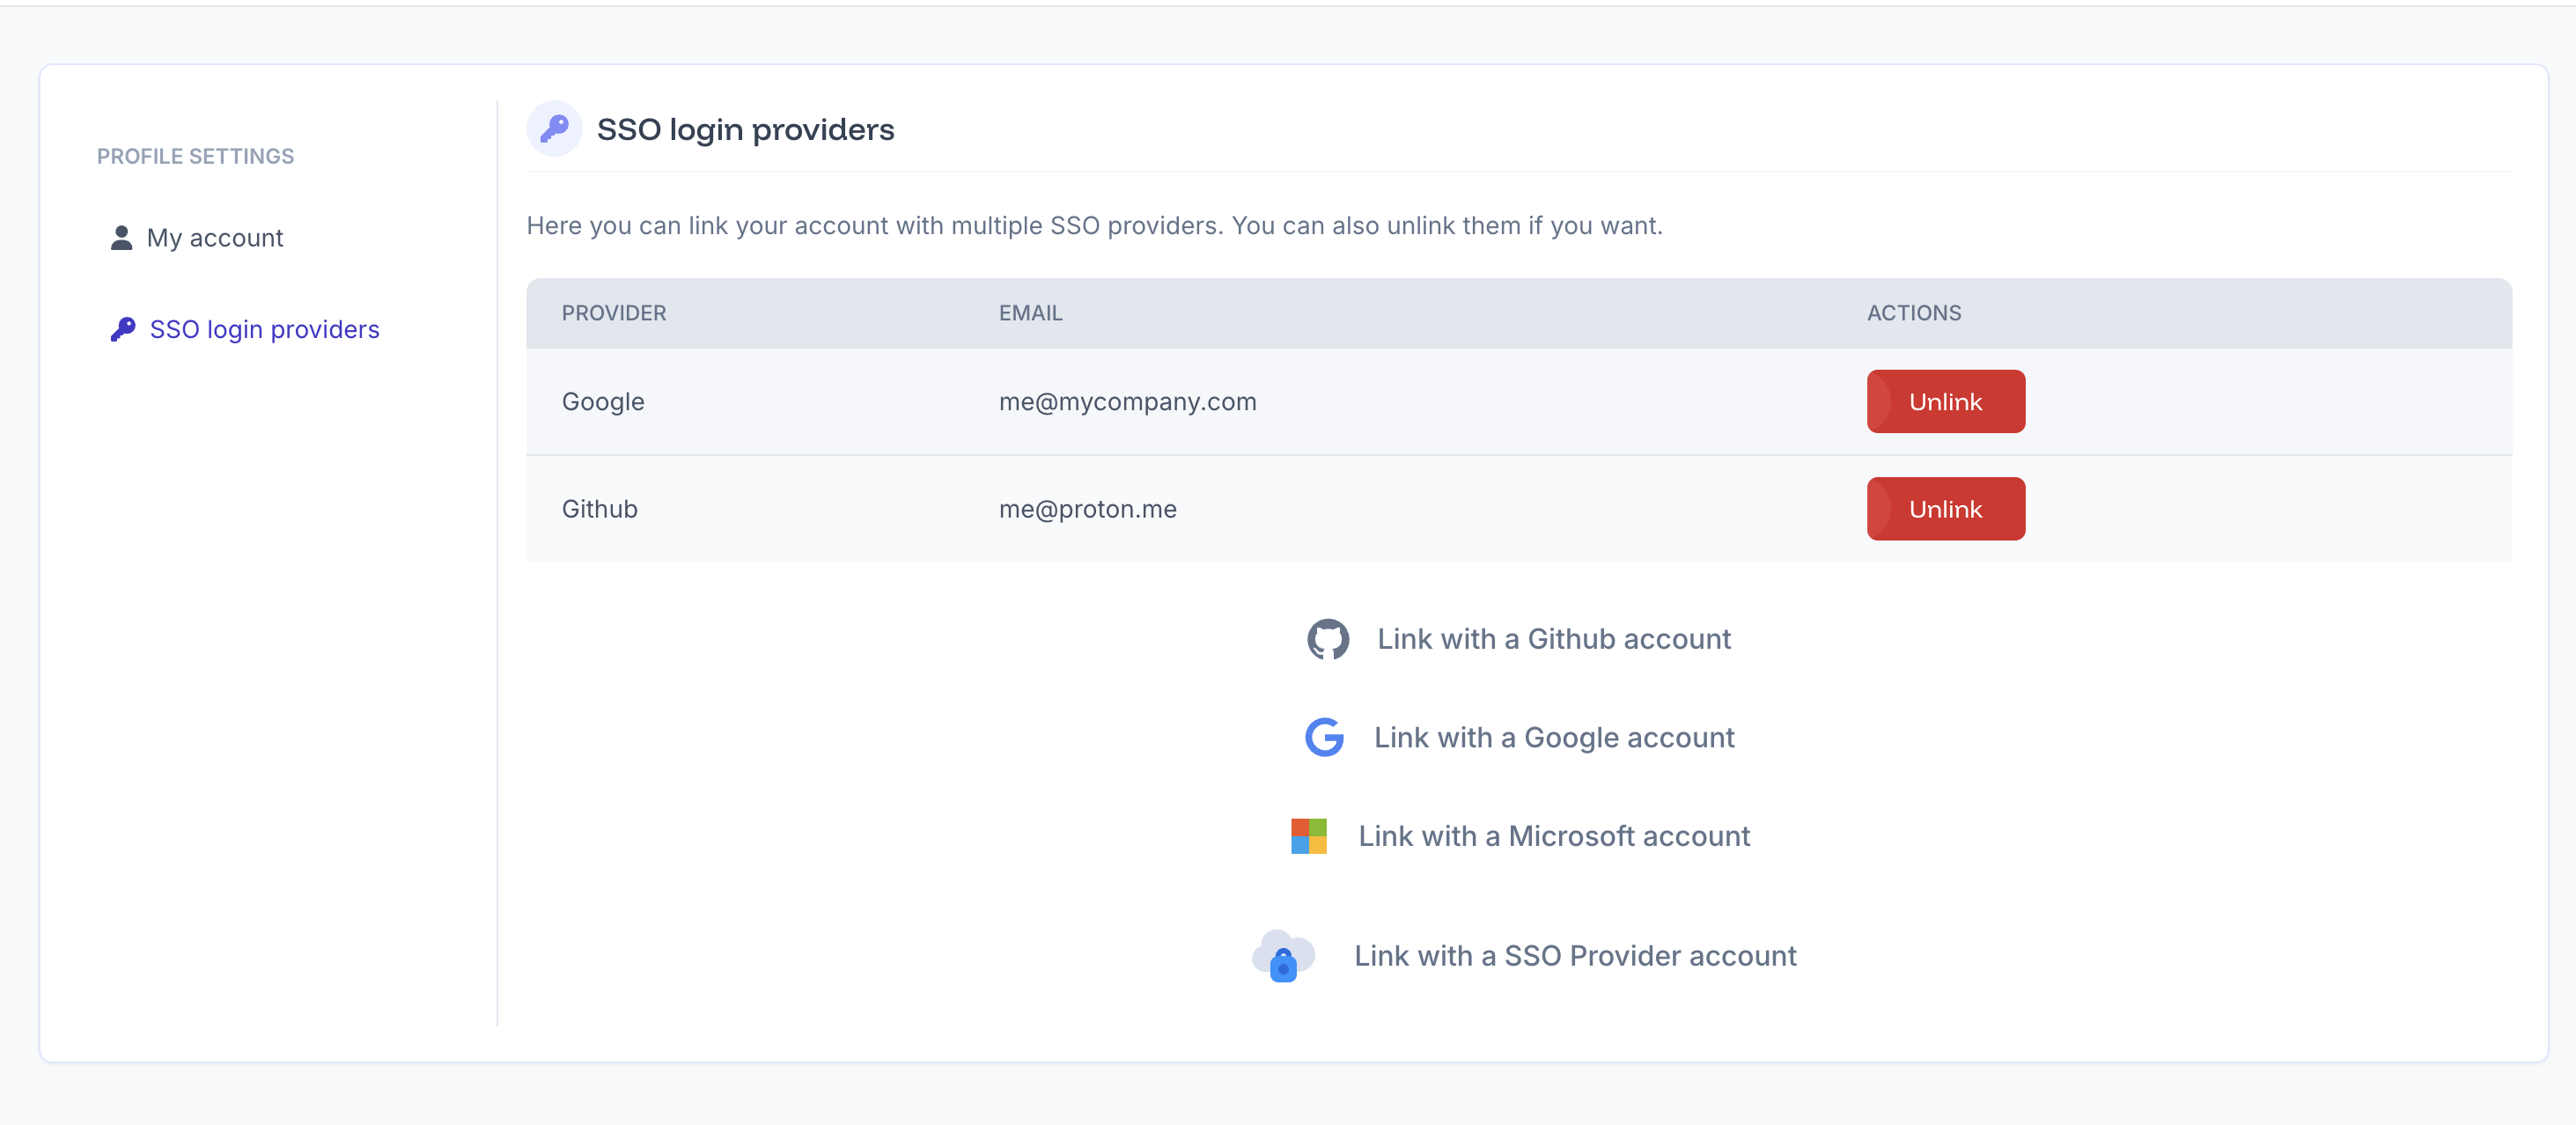 PROFILE SETTINGS
My account
SSO login providers
SSO login providers
Here you can link your account with multiple SSO providers. You can also unlink them if you want.
PROVIDER EMAIL ACTIONS
Google me@mycompany.com Unlink
Github me@proton.me Unlink
Link with a Github account
Link with a Google account
Link with a Microsoft account
Link with a SSO Provider account